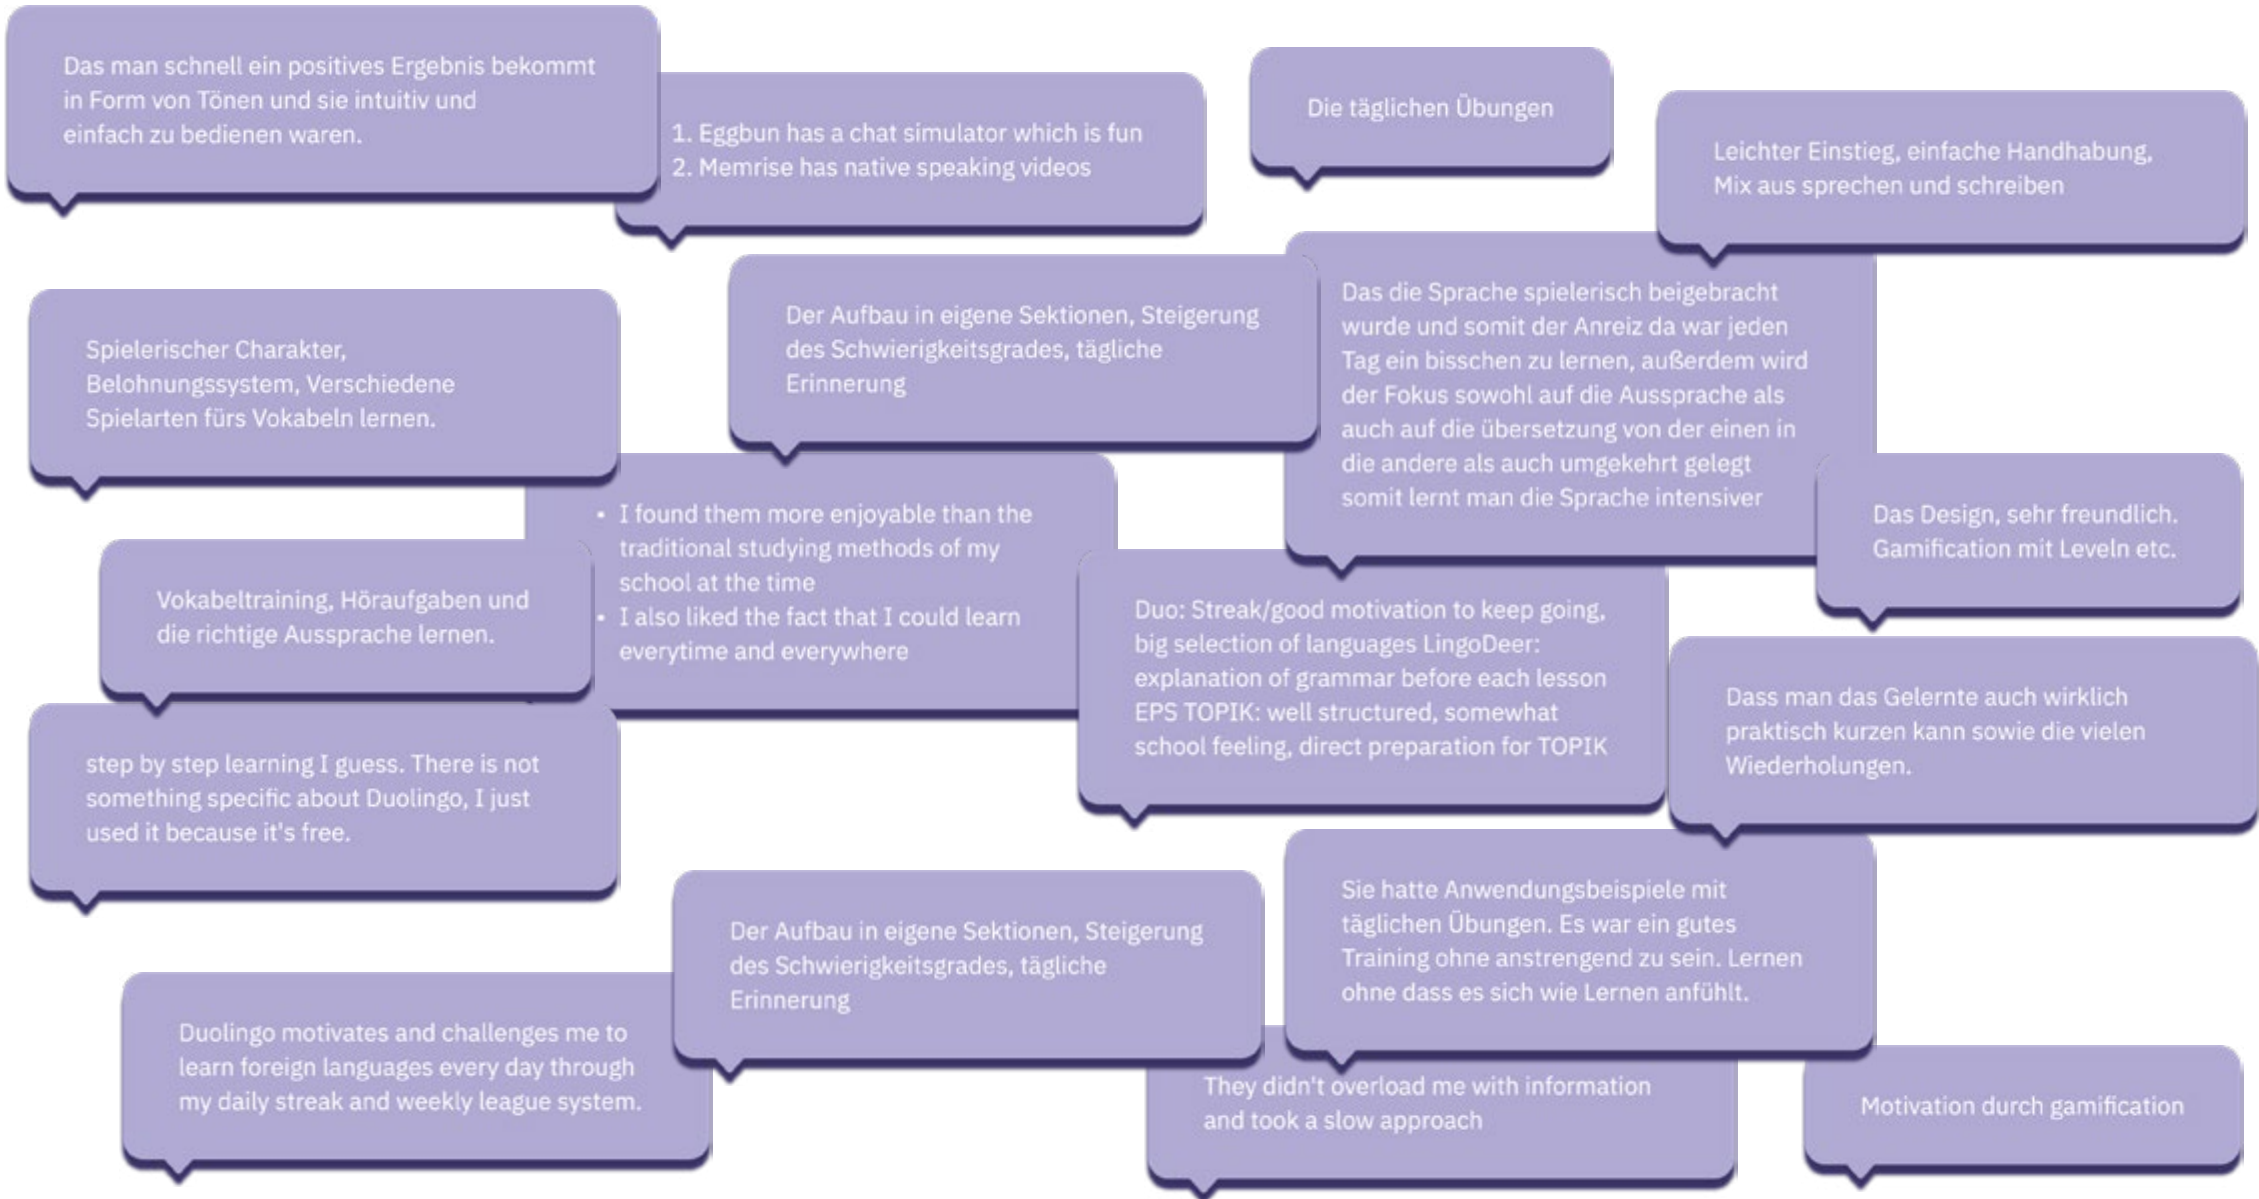 Das man schnell ein positives Ergebnis bekommt
in Form von Tönen und sie intuitiv und
einfach zu bedienen waren.
1. Eggbun has a chat simulator which is fun
2. Memrise has native speaking videos
Die täglichen Übungen
Leichter Einstieg, einfache Handhabung,
Mix aus sprechen und schreiben
Spielerischer Charakter,
Belohnungssystem, Verschiedene
Spielarten fürs Vokabeln lernen.
Der Aufbau in eigene Sektionen, Steigerung
des Schwierigkeitsgrades, tägliche
Erinnerung
Das die Sprache spielerisch beigebracht
wurde und somit der Anreiz da war jeden
Tag ein bisschen zu lernen, außerdem wird
der Fokus sowohl auf die Aussprache als
auch auf die übersetzung von der einen in
die andere als auch umgekehrt gelegt
somit lernt man die Sprache intensiver
• I found them more enjoyable than the
traditional studying methods of my
school at the time
• I also liked the fact that I could learn
everytime and everywhere
Das Design, sehr freundlich.
Gamification mit Leveln etc.
Vokabeltraining, Höraufgaben und
die richtige Aussprache lernen.
Duo: Streak/good motivation to keep going,
big selection of languages LingoDeer:
explanation of grammar before each lesson
EPS TOPIK: well structured, somewhat
school feeling, direct preparation for TOPIK
Dass man das Gelernte auch wirklich
praktisch kurzen kann sowie die vielen
Wiederholungen.
step by step learning I guess. There is not
something specific about Duolingo, I just
used it because it's free.
Der Aufbau in eigene Sektionen, Steigerung
des Schwierigkeitsgrades, tägliche
Erinnerung
Sie hatte Anwendungsbeispiele mit
täglichen Übungen. Es war ein gutes
Training ohne anstrengend zu sein. Lernen
ohne dass es sich wie Lernen anfühlt.
Duolingo motivates and challenges me to
learn foreign languages every day through
my daily streak and weekly league system.
They didn't overload me with information
and took a slow approach
Motivation durch gamification